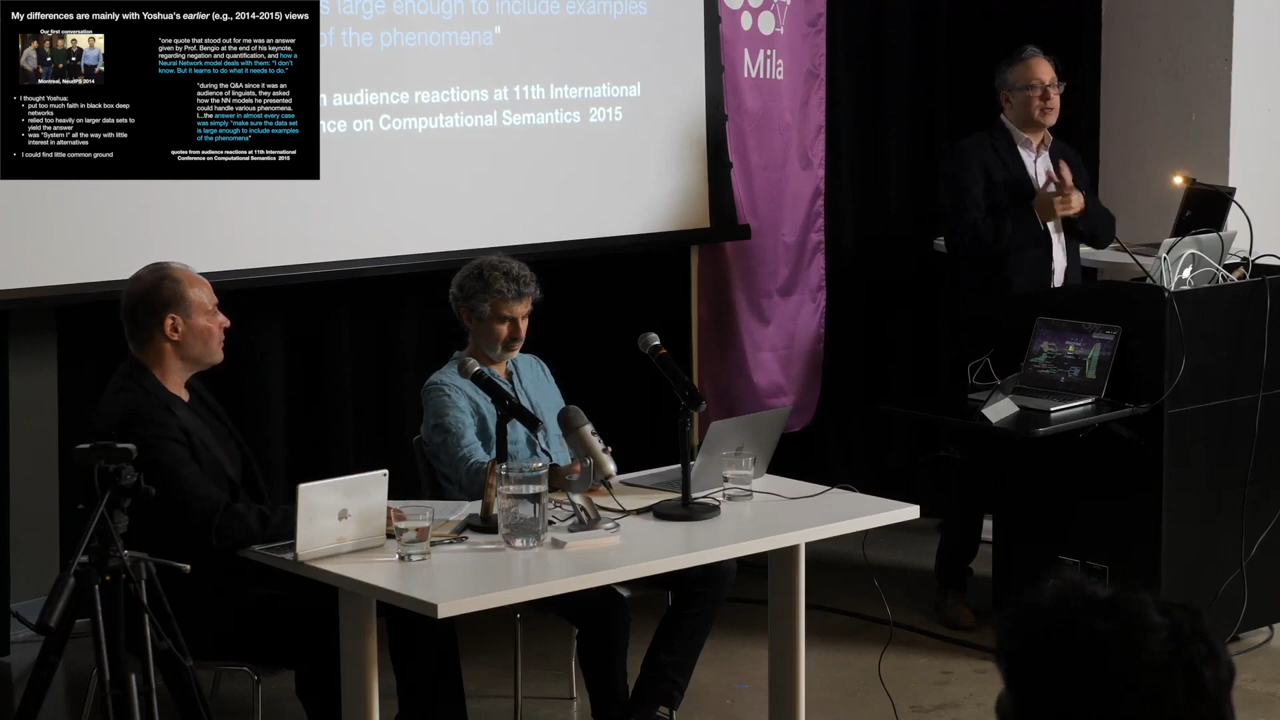 My differences are mainly with Yoshua's earlier (e.g., 2014-2015) views
Our first conversation
Montreal, NeurIPS 2014
• I thought Yoshua:
• put too much faith in black box deep
networks
• relied too heavily on larger data sets to
yield the answer
• was "System I" all the way with little
interest in alternatives
• I could find little common ground
"one quote that stood out for me was an answer
given by Prof. Bengio at the end of his keynote,
regarding negation and quantification, and how a
Neural Network model deals with them: "I don't
know. But it learns to do what it needs to do."
"during the Q&A since it was an
audience of linguists, they asked
how the NN models he presented
could handle various phenomena.
I...the answer in almost every case
was simply "make sure the data set
is large enough to include examples
of the phenomena"
quotes from audience reactions at 11th International
Conference on Computational Semantics 2015
s large enough to include examples
of the phenomena"
m audience reactions at 11th International
nce on Computational Semantics 2015
Mila